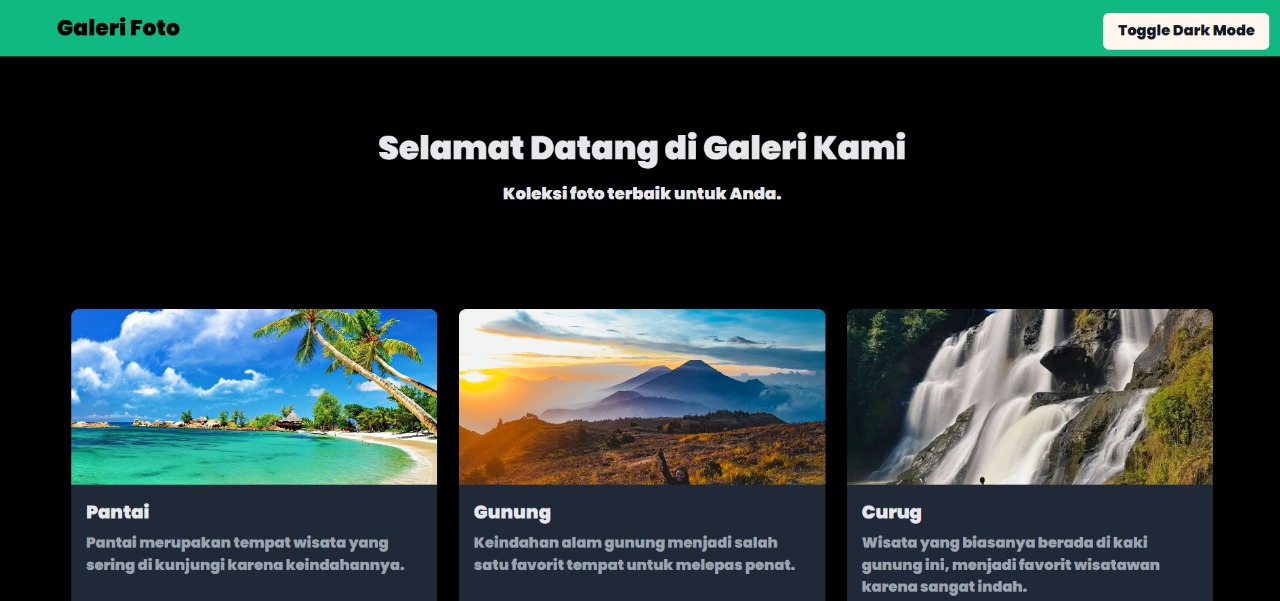 Galeri Foto
Toggle Dark Mode
Selamat Datang di Galeri Kami
Koleksi foto terbaik untuk Anda.
Pantai
Pantai merupakan tempat wisata yang
sering di kunjungi karena keindahannya.
Gunung
Keindahan alam gunung menjadi salah
satu favorit tempat untuk melepas penat.
Curug
Wisata yang biasanya berada di kaki
gunung ini, menjadi favorit wisatawan
karena sangat indah.